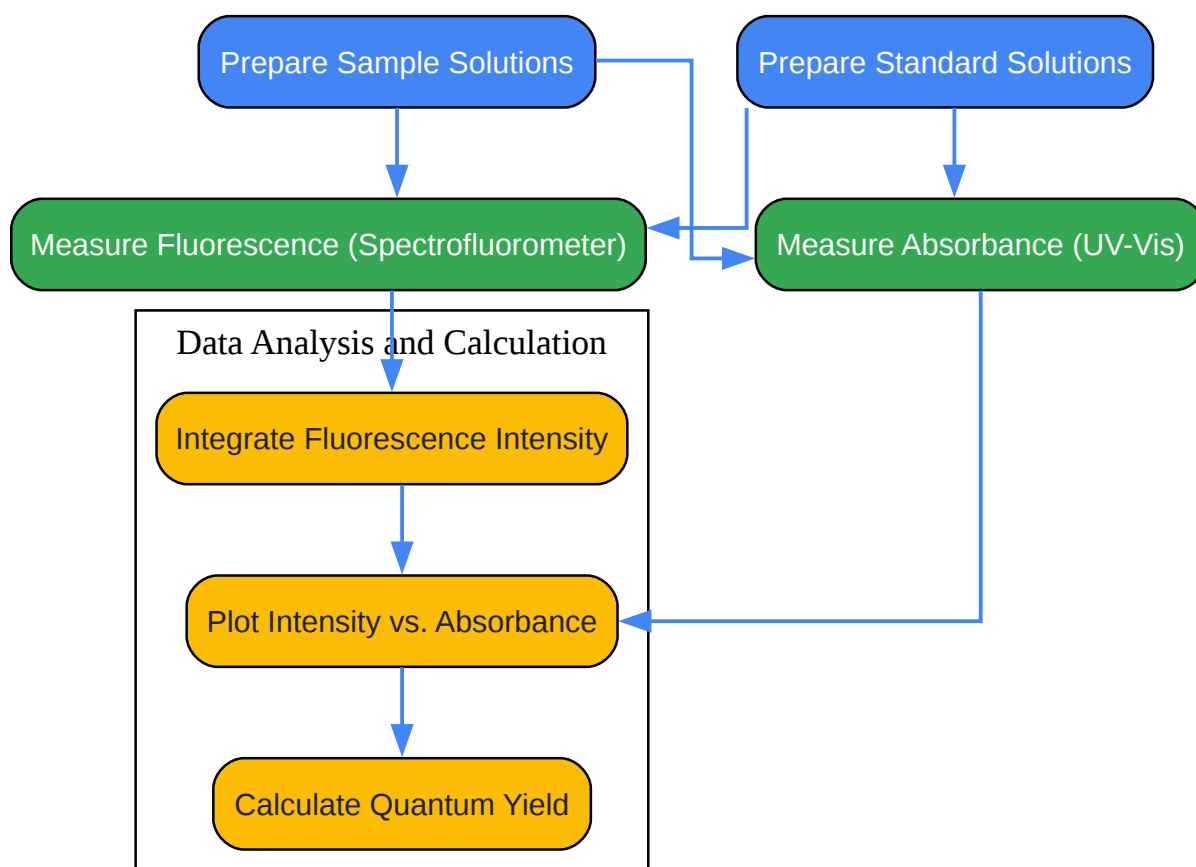 Prepare Sample Solutions
Prepare Standard Solutions
Measure Fluorescence (Spectrofluorometer)
Measure Absorbance (UV-Vis)
Data Analysis and Calculation
Integrate Fluorescence Intensity
Plot Intensity vs. Absorbance
Calculate Quantum Yield